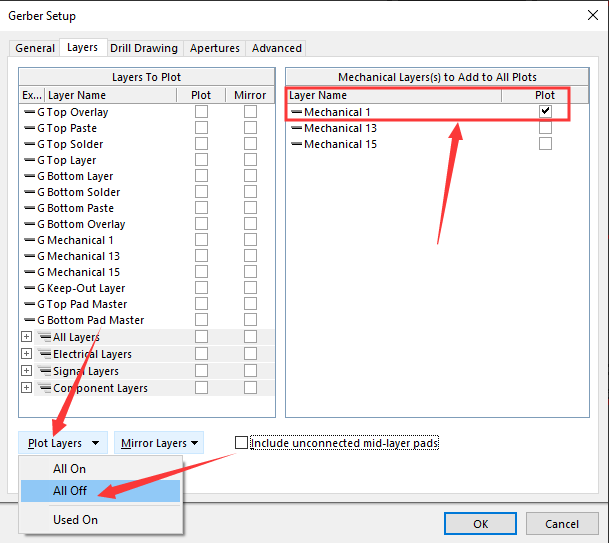 Gerber Setup
General Layers Drill Drawing Apertures Advanced
Layers To Plot
Ex... Layer Name Plot Mirror
G Top Overlay
G Top Paste
G Top Solder
G Top Layer
G Bottom Layer
G Bottom Solder
G Bottom Paste
G Bottom Overlay
G Mechanical 1
G Mechanical 13
G Mechanical 15
G Keep-Out Layer
G Top Pad Master
G Bottom Pad Master
All Layers
Electrical Layers
Signal Layers
Component Layers
Mechanical Layers(s) to Add to All Plots
Layer Name Plot
Mechanical 1
Mechanical 13
Mechanical 15
Plot Layers Mirror Layers Include unconnected mid-layer pads
All On
All Off
Used On
OK Cancel